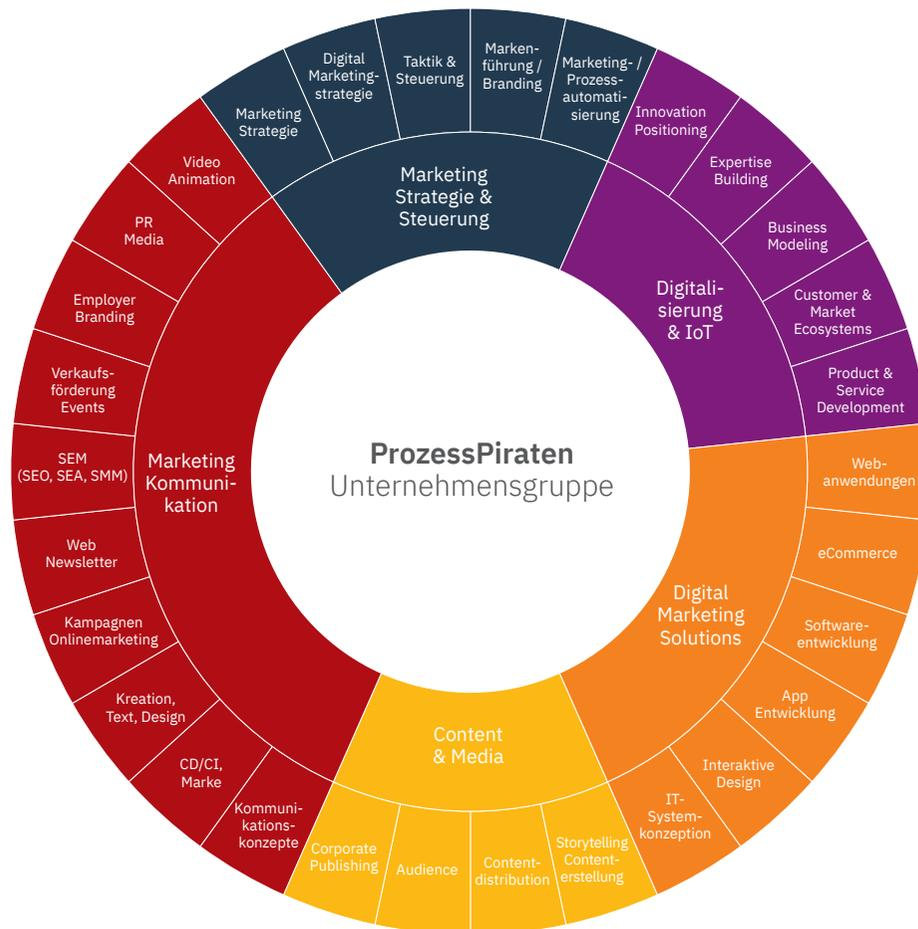 ProzessPiraten
Unternehmensgruppe
Marketing
Strategie &
Steuerung
Marketing
Strategie
Digital
Marketing-
strategie
Taktik &
Steuerung
Marken-
führung /
Branding
Marketing- /
Prozess-
automati-
sierung
Digitali-
sierung
& IoT
Innovation
Positioning
Expertise
Building
Business
Modeling
Customer &
Market
Ecosystems
Product &
Service
Development
Digital
Marketing
Solutions
Web-
anwendungen
eCommerce
Software-
entwicklung
App
Entwicklung
Interaktive
Design
IT-
System-
konzeption
Content
& Media
Storytelling
Content-
erstellung
Content-
distribution
Audience
Corporate
Publishing
Marketing
Kommuni-
kation
Kommuni-
kations-
konzepte
CD/CI,
Marke
Kreation,
Text, Design
Kampagnen
Onlinemarketing
Web
Newsletter
SEM
(SEO, SEA, SMM)
Verkaufs-
förderung
Events
Employer
Branding
PR
Media
Video
Animation